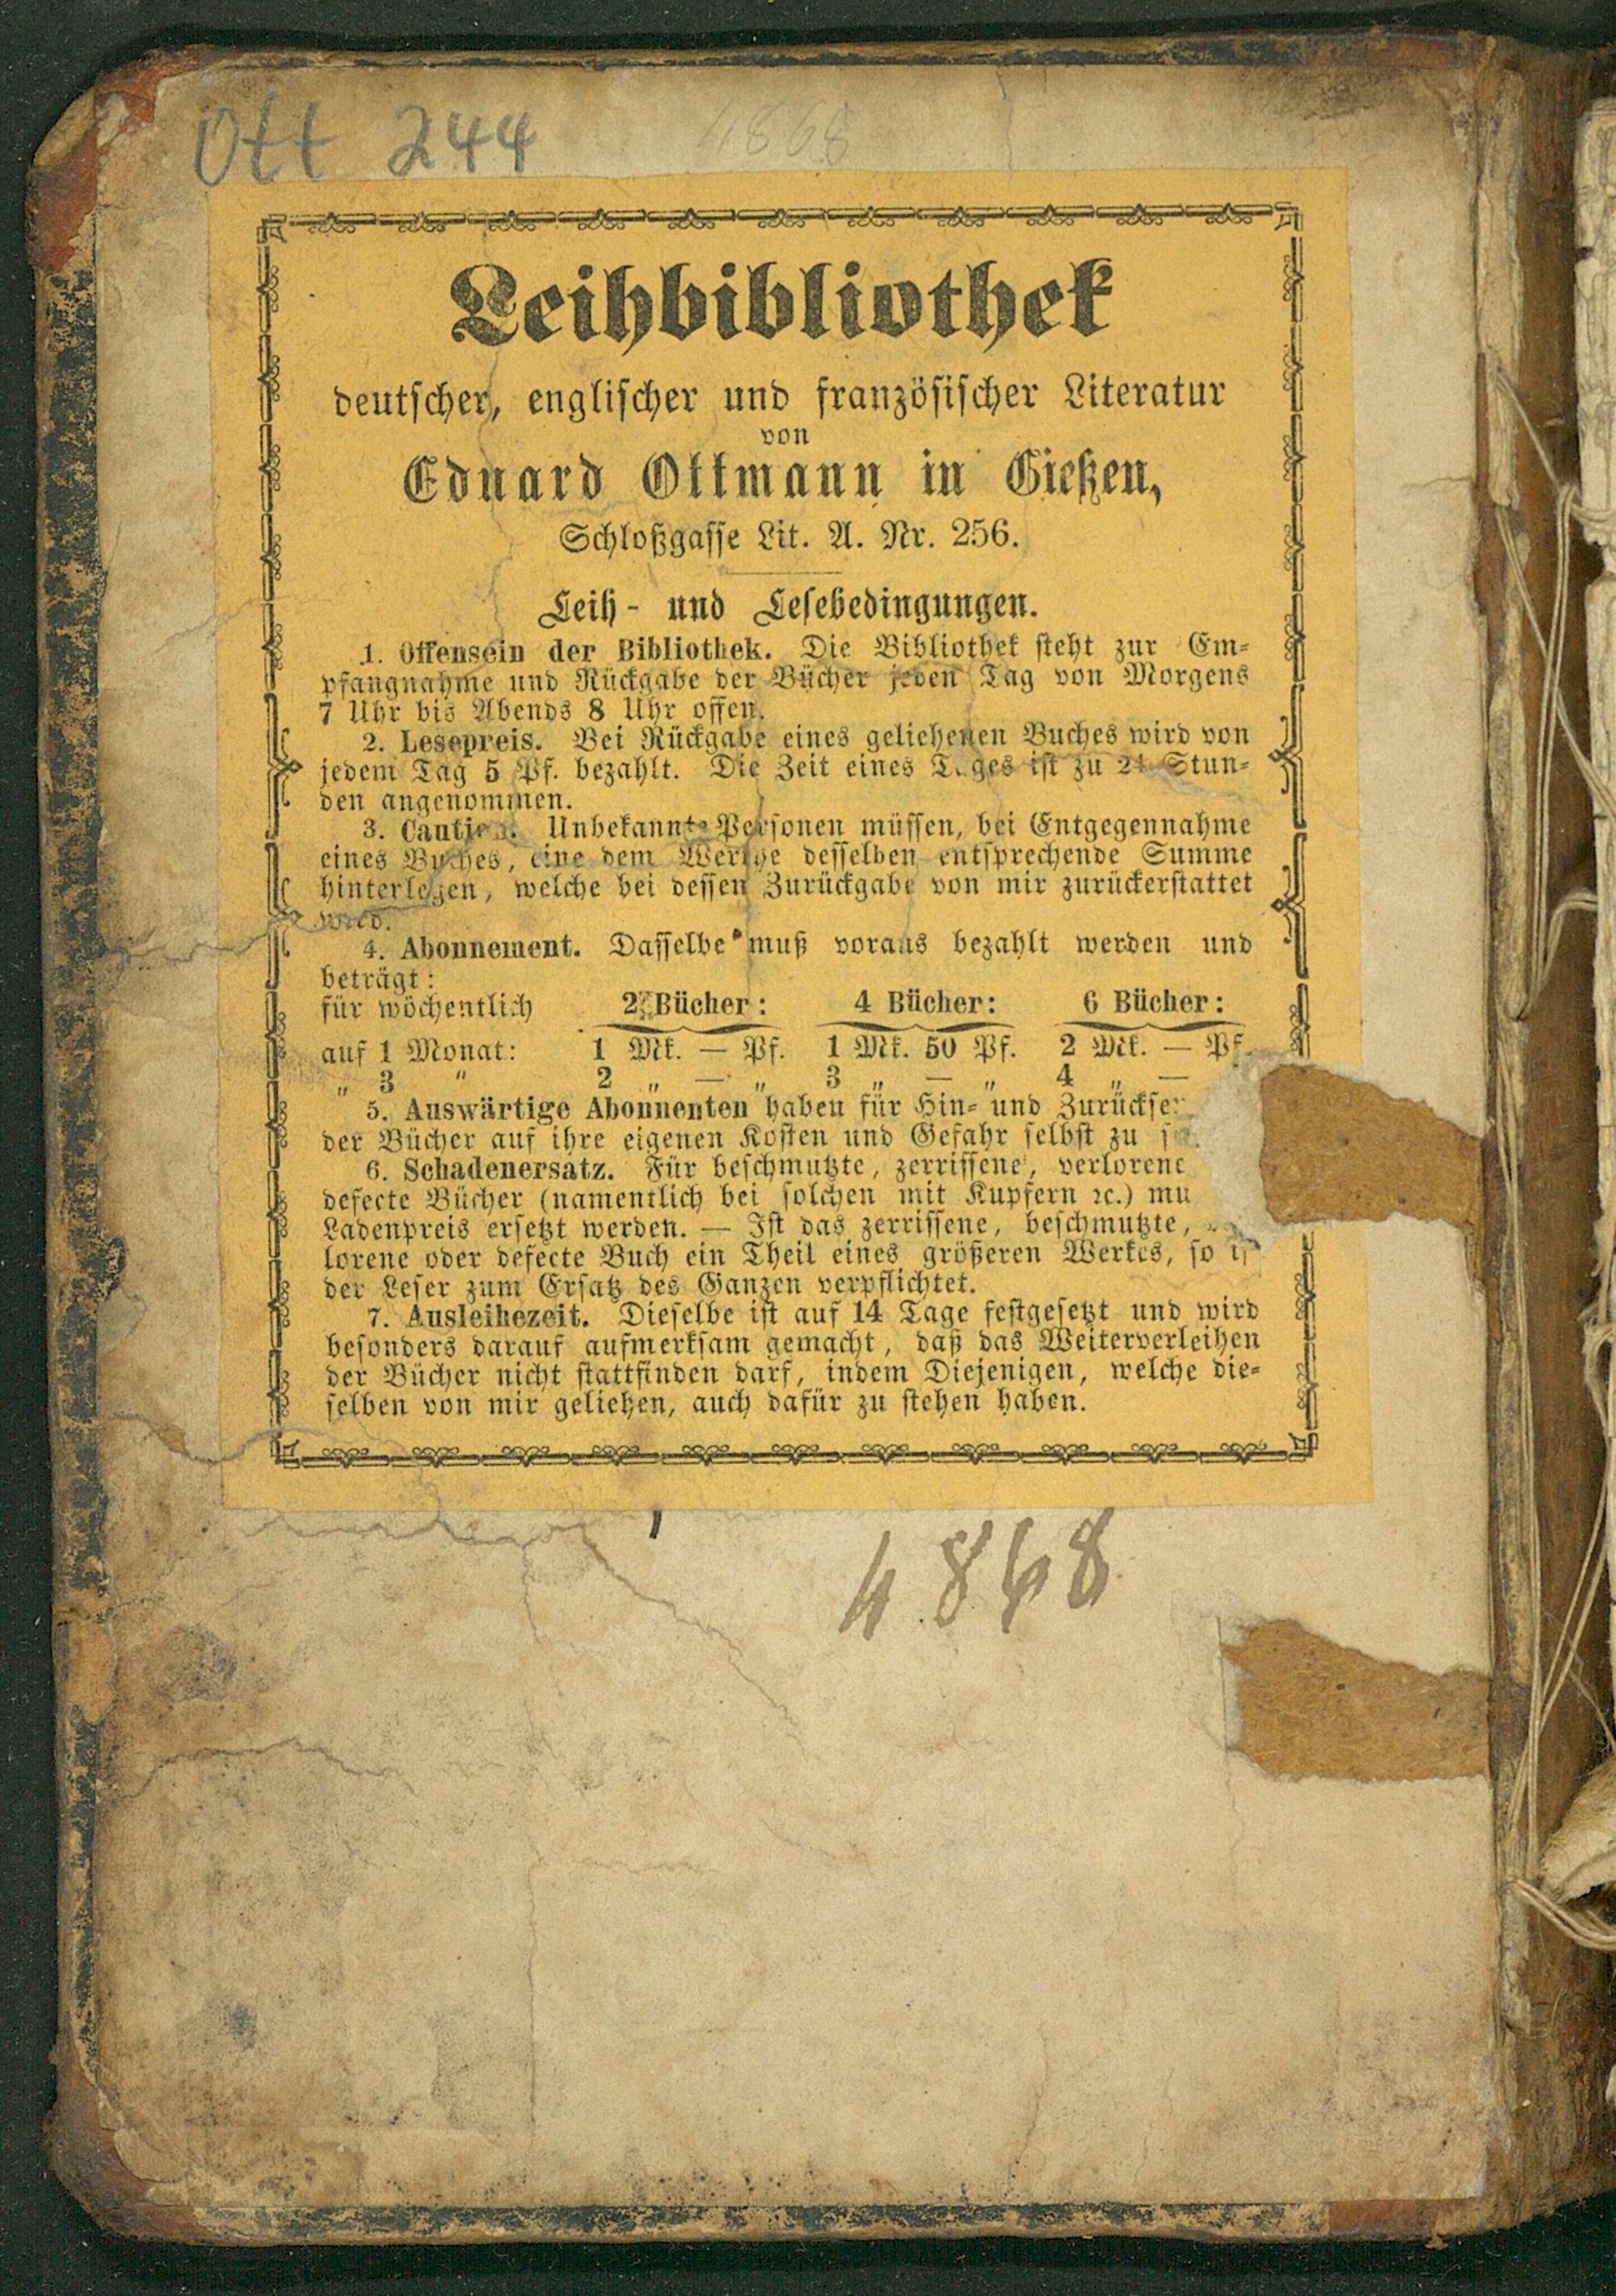 Ott 244 4868
Leihbibliothek
deutscher, englischer und französischer Literatur
von
Eduard Ottmann in Gießen,
Schloßgasse Lit. A. Nr. 256.
Leih- und Lesebedingungen.
1. Offensein der Bibliothek. Die Bibliothek steht zur Em-
pfangnahme und Rückgabe der Bücher jeden Tag von Morgens
7 Uhr bis Abends 8 Uhr offen.
2. Lesepreis. Bei Rückgabe eines geliehenen Buches wird von
jedem Tag 5 Pf. bezahlt. Die Zeit eines Tages ist zu 24 Stun-
den angenommen.
3. Caution. Unbekannte Personen müssen, bei Entgegennahme
eines Buches, eine dem Werthe desselben entsprechende Summe
hinterlegen, welche bei dessen Zurückgabe von mir zurückerstattet
wird.
4. Abonnement. Dasselbe muß voraus bezahlt werden und
beträgt:
für wöchentlich 2 Bücher: 4 Bücher: 6 Bücher:
auf 1 Monat: 1 Mk. — Pf. 1 Mk. 50 Pf. 2 Mk. — Pf.
„ 3 " 2 „ — „ 3 „ — „ 4 „ —
5. Auswärtige Abonnenten haben für Hin- und
der Bücher auf ihre eigenen Kosten und Gefahr selbst zu
6. Schadenersatz. Für beschmutzte, zerrissene, verlorene
defecte Bücher (namentlich bei solchen mit Kupfern ꝛc.)
Ladenpreis ersetzt werden. — Ist das zerrissene, beschmutzte,
lorene oder defecte Buch ein Theil eines größeren Werkes, so
der Leser zum Ersatz des Ganzen verpflichtet.
7. Ausleihezeit. Dieselbe ist auf 14 Tage festgesetzt und wird
besonders darauf aufmerksam gemacht, daß das Weiterverleihen
der Bücher nicht stattfinden darf, indem Diejenigen, welche die-
selben von mir geliehen, auch dafür zu stehen haben.
4868